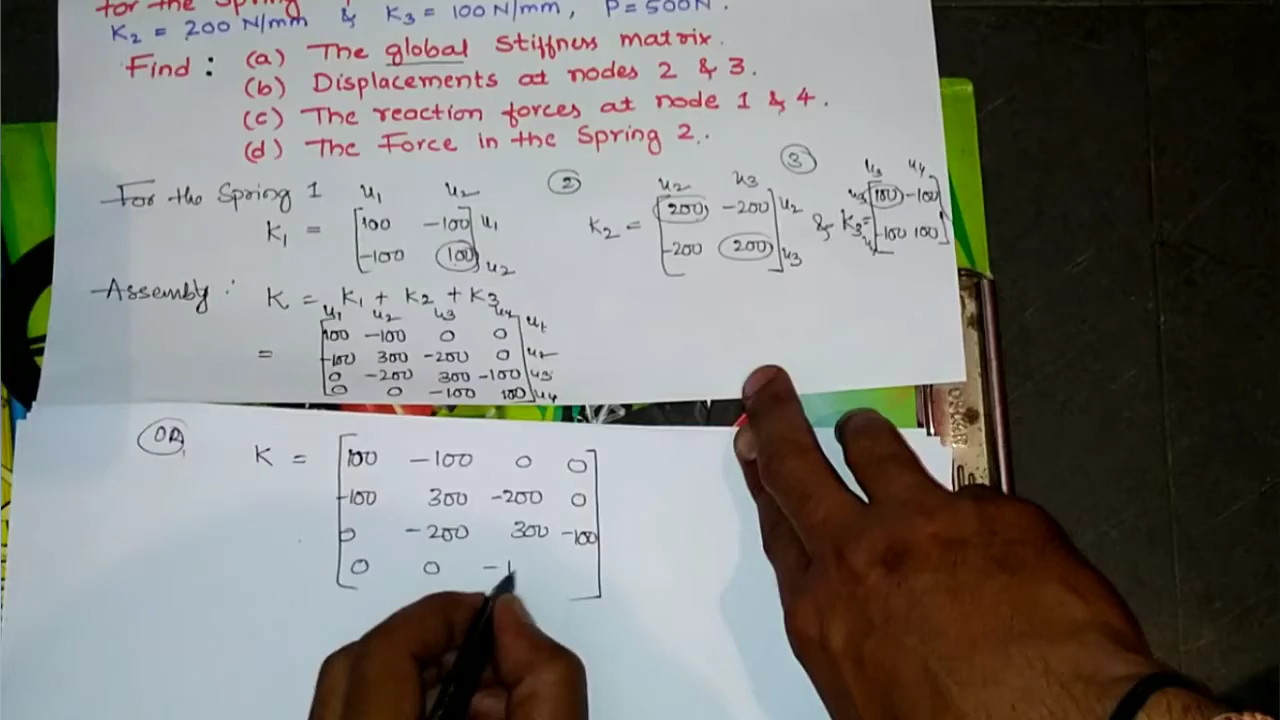 for the Spring
K₂ = 200 N/mm & K₃ = 100 N/mm, P = 500N.
Find: (a) The global Stiffness matrix.
(b) Displacements at nodes 2 & 3.
(c) The reaction forces at node 1 & 4.
(d) The Force in the Spring 2.
For the Spring 1 u₁ u₂ ② u₂ u₃ ③ u₃ u₄
K₁ = [100 -100] u₁ K₂ = [200 -200] u₂ & K₃ = u₃ [100 -100]
[-100 100] u₂ [-200 200] u₃ u₄ [-100 100]
Assembly: K = K₁ + K₂ + K₃
u₁ u₂ u₃ u₄
= [100 -100 0 0] u₁
[-100 300 -200 0] u₂
[0 -200 300 -100] u₃
[0 0 -100 100] u₄
OR K = [100 -100 0 0]
[-100 300 -200 0]
[0 -200 300 -100]
[0 0 -1